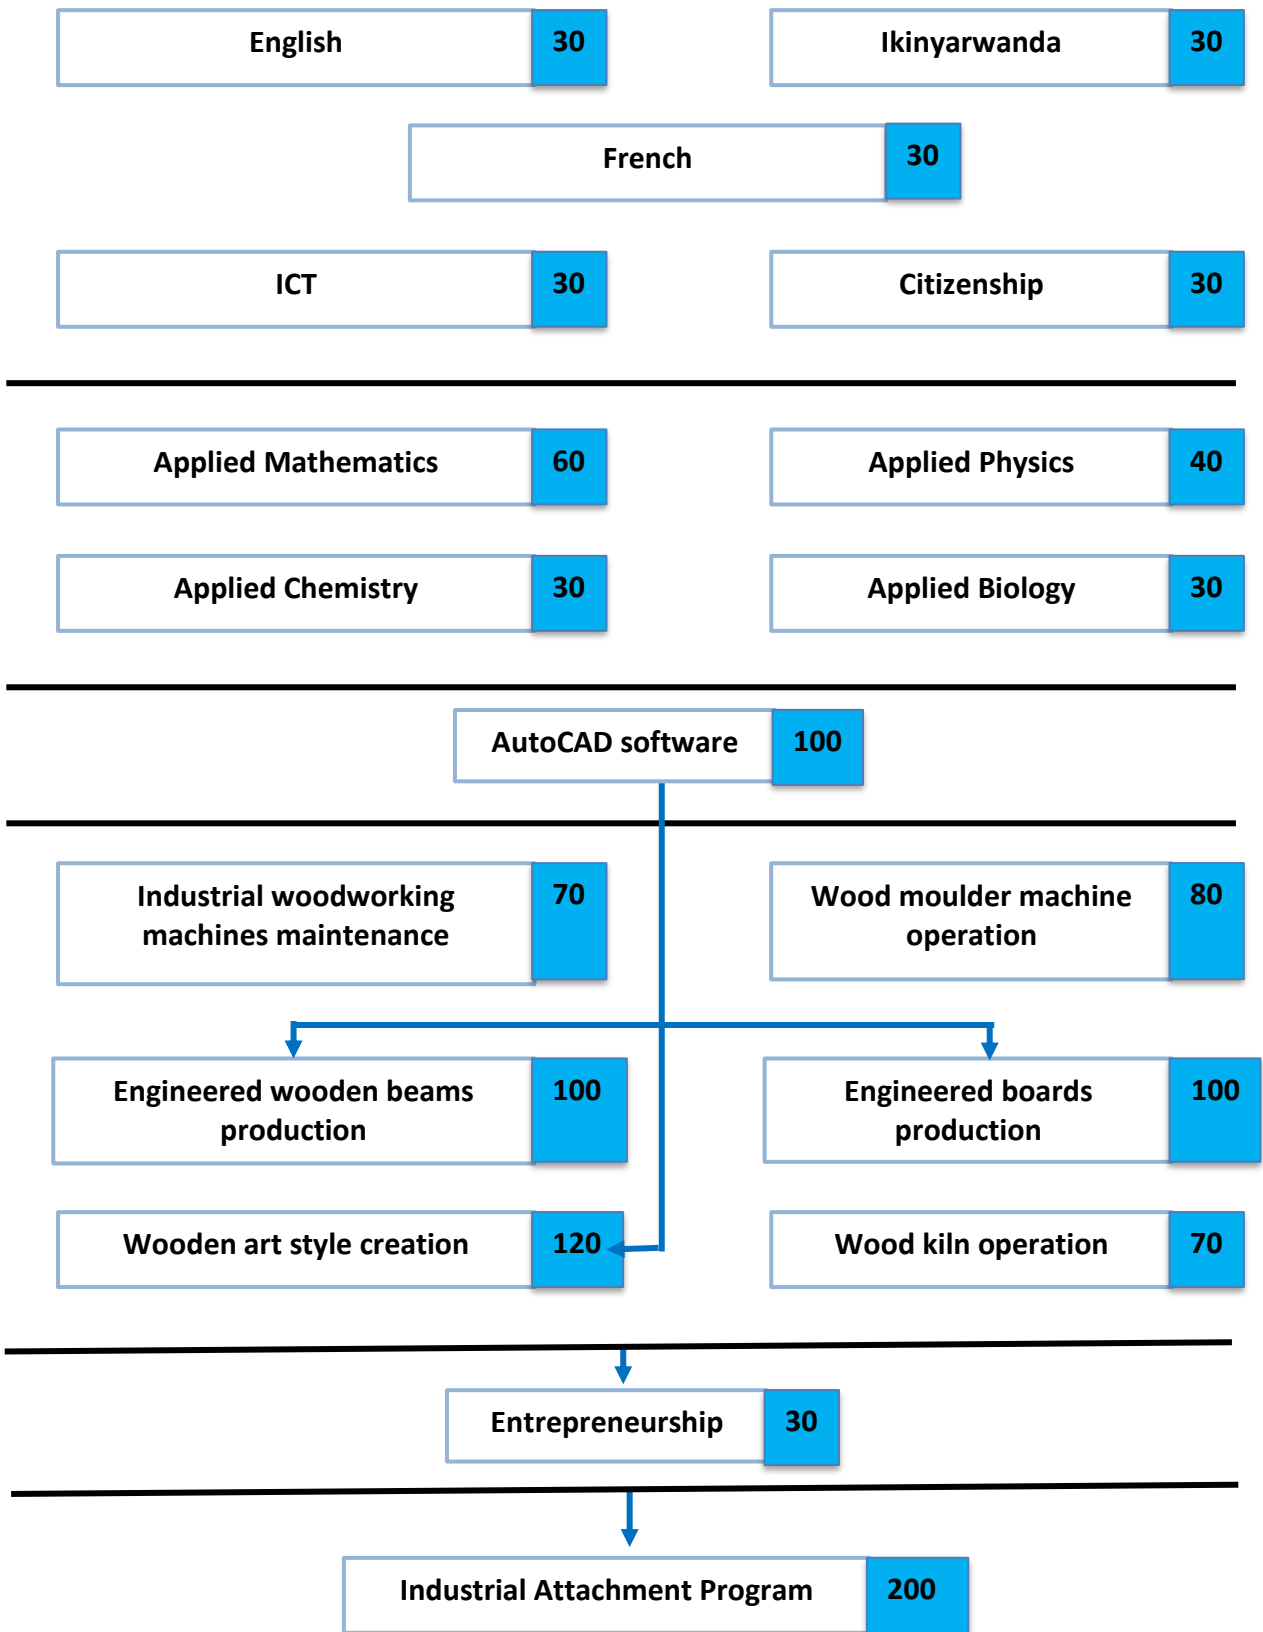 English 30
Ikinyarwanda 30
French 30
ICT 30
Citizenship 30
Applied Mathematics 60
Applied Physics 40
Applied Chemistry 30
Applied Biology 30
AutoCAD software 100
Industrial woodworking 70
machines maintenance
Wood moulder machine 80
operation
Engineered wooden beams 100
production
Engineered boards 100
production
Wooden art style creation 120
Wood kiln operation 70
Entrepreneurship 30
Industrial Attachment Program 200